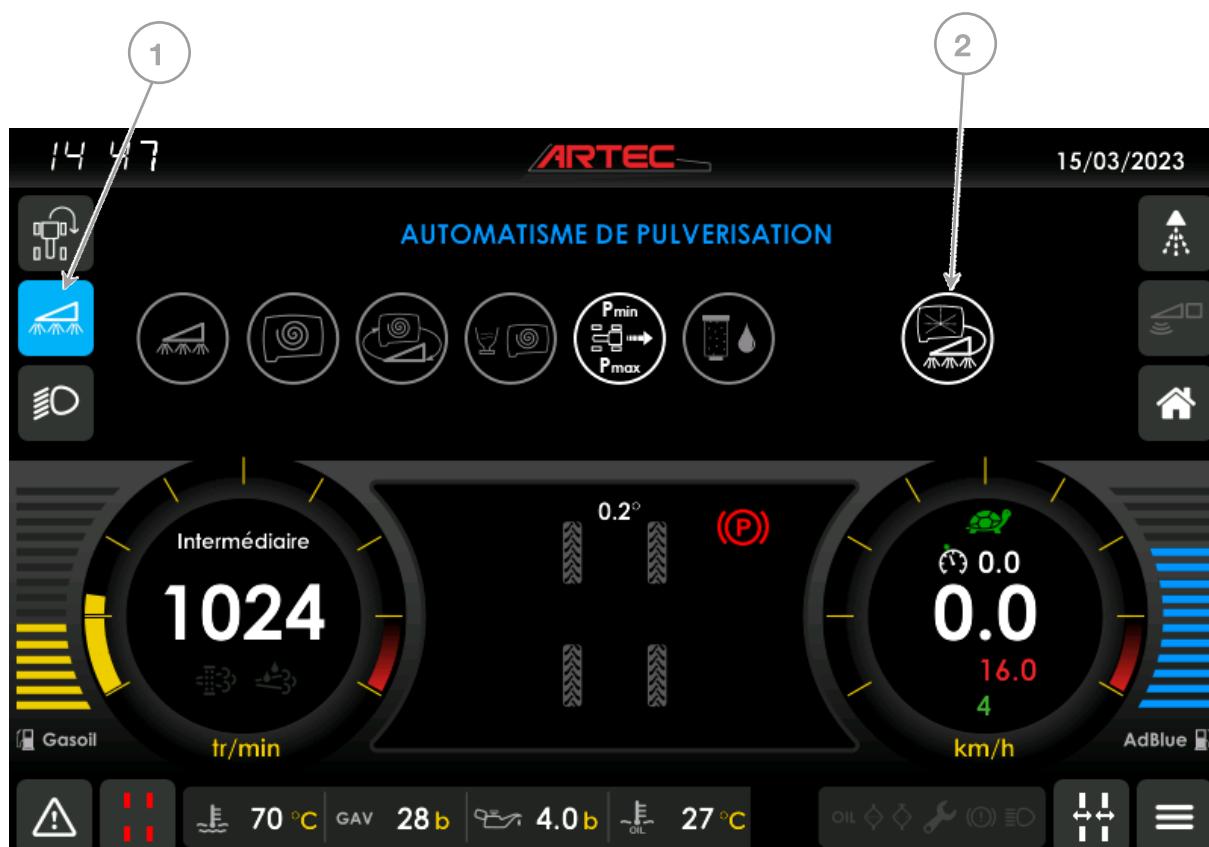 1
2
14 47
ARTEC
15/03/2023
AUTOMATISME DE PULVERISATION
Pmin
Pmax
0.2°
(P)
Intermédiaire
1024
tr/min
0.0
0.0
16.0
4
km/h
Gasoil
AdBlue
70 °C
GAV 28 b
4.0 b
OIL
27 °C
OIL